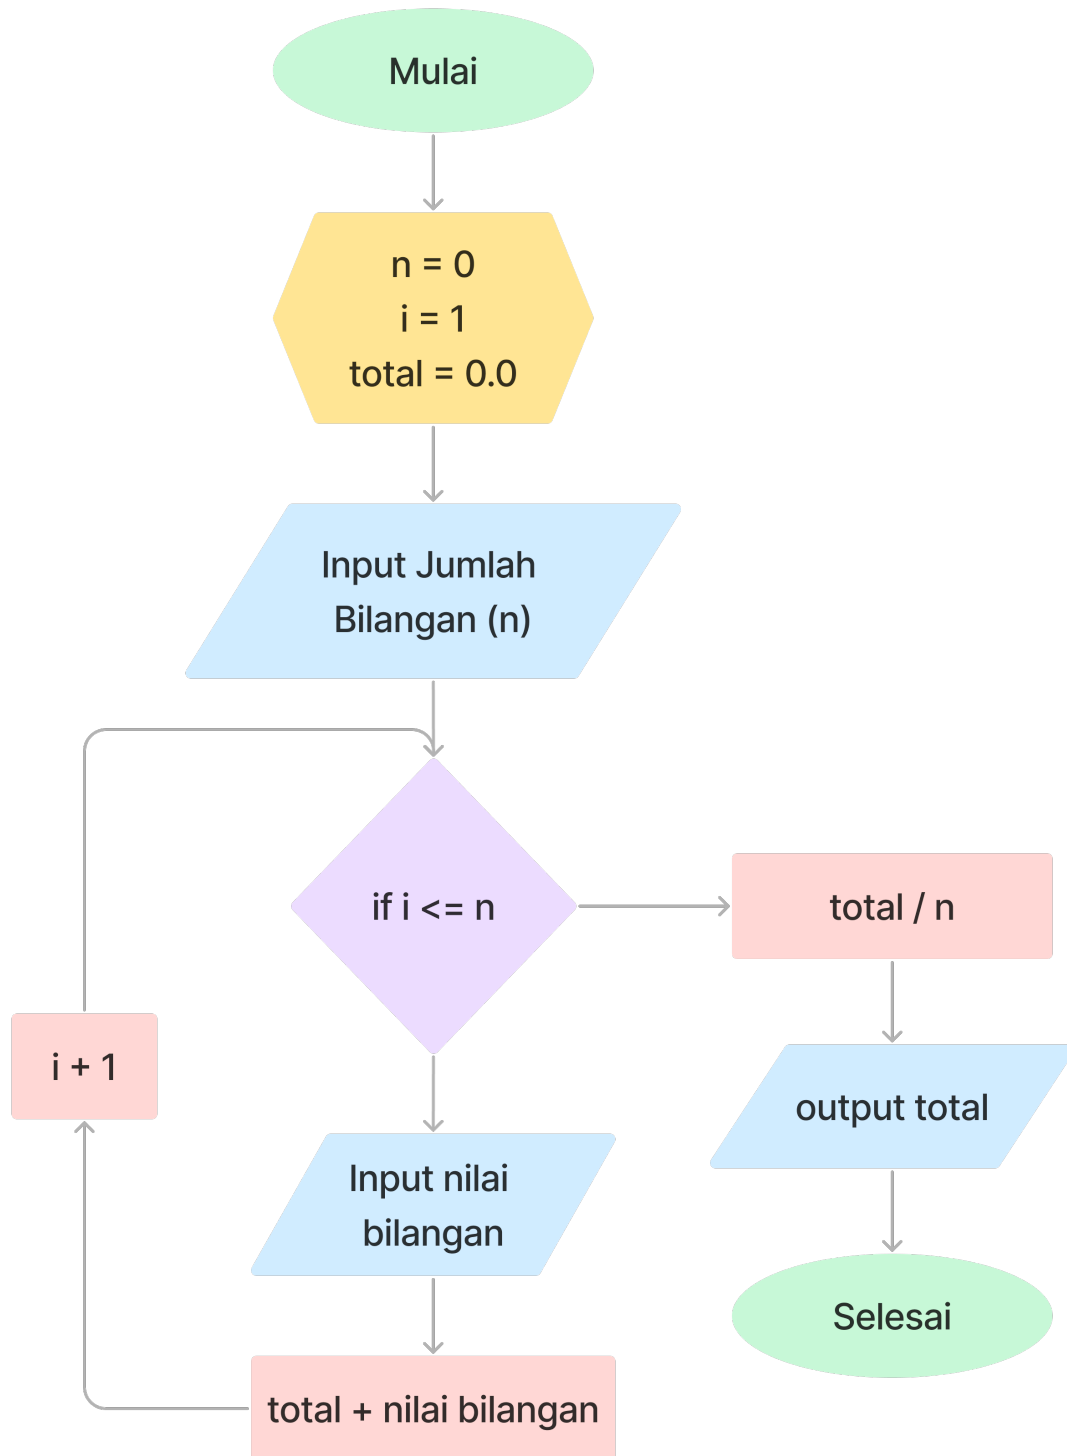 Mulai
n = 0
i = 1
total = 0.0
Input Jumlah
Bilangan (n)
if i <= n
total / n
i + 1
output total
Input nilai
bilangan
Selesai
total + nilai bilangan